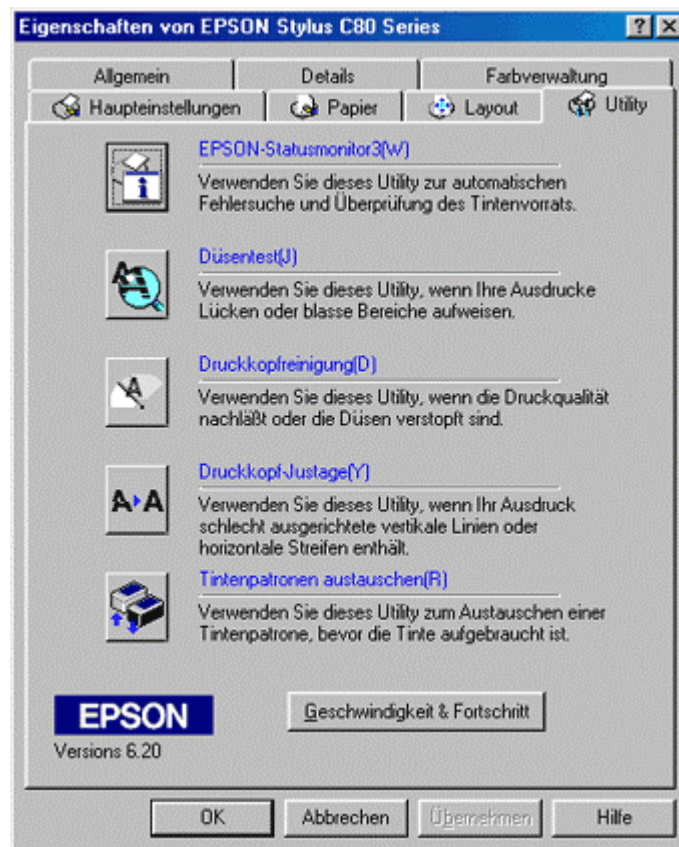 Eigenschaften von EPSON Stylus C80 Series
Allgemein
Details
Farbverwaltung
Haupteinstellungen
Papier
Layout
Utility
EPSON-Statusmonitor3(W)
Verwenden Sie dieses Utility zur automatischen
Fehlersuche und Überprüfung des Tintenvorrats.
Düsentest(J)
Verwenden Sie dieses Utility, wenn Ihre Ausdrucke
Lücken oder blasse Bereiche aufweisen.
Druckkopfreinigung(D)
Verwenden Sie dieses Utility, wenn die Druckqualität
nachläßt oder die Düsen verstopft sind.
Druckkopf-Justage(Y)
Verwenden Sie dieses Utility, wenn Ihr Ausdruck
schlecht ausgerichtete vertikale Linien oder
horizontale Streifen enthält.
Tintenpatronen austauschen(R)
Verwenden Sie dieses Utility zum Austauschen einer
Tintenpatrone, bevor die Tinte aufgebraucht ist.
EPSON
Geschwindigkeit & Fortschritt
Versions 6.20
OK
Abbrechen
Übernehmen
Hilfe